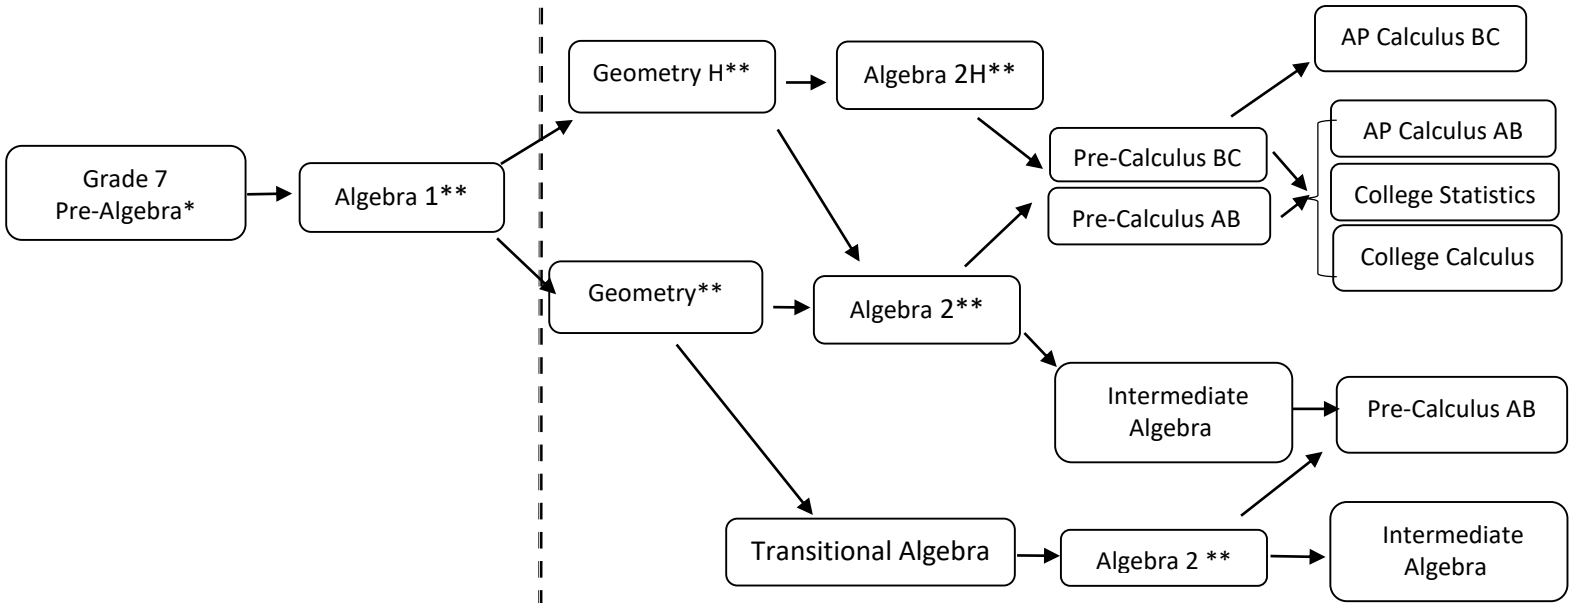 Grade 7
Pre-Algebra*
Algebra 1**
Geometry H**
Algebra 2H**
Geometry**
Algebra 2**
Transitional Algebra
Algebra 2 **
Pre-Calculus BC
Pre-Calculus AB
Intermediate
Algebra
AP Calculus BC
AP Calculus AB
College Statistics
College Calculus
Pre-Calculus AB
Intermediate
Algebra